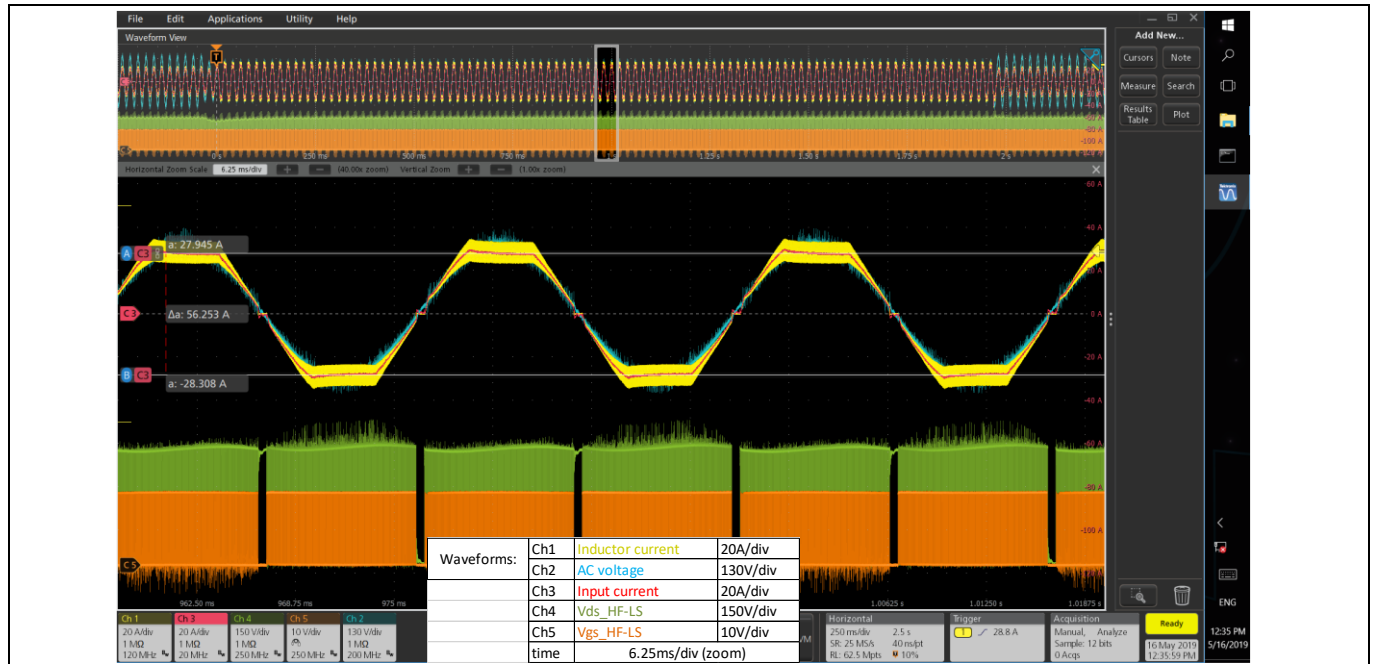 File Edit Applications Utility Help
Waveform View
Add New...
Cursors Note
Measure Search
Results Table Plot
T
0 s 250 ms 500 ms 750 ms 1.25 s 1.50 s 1.75 s 2 s
-80 A
-100 A
Horizontal Zoom Scale 6.25 ms/div + — (40.00x zoom) Vertical Zoom + — (1.00x zoom)
60 A
40 A
A C3 a: 27.945 A
20 A
C3 Δa: 56.253 A 0 A
-20 A
B C3 a: -28.308 A
-40 A
-60 A
-80 A
-100 A
C5
962.50 ms 968.75 ms 975 ms 1.00625 s 1.01250 s 1.01875 s
Waveforms: Ch1 Inductor current 20A/div
Ch2 AC voltage 130V/div
Ch3 Input current 20A/div
Ch4 Vds_HF-LS 150V/div
Ch5 Vgs_HF-LS 10V/div
time 6.25ms/div (zoom)
Ch 1 Ch 3 Ch 4 Ch 5 Ch 2
20 A/div 20 A/div 150 V/div 10 V/div 130 V/div
1 MΩ 1 MΩ 1 MΩ 1 MΩ
120 MHz 20 MHz 250 MHz 250 MHz 200 MHz
Horizontal
250 ms/div 2.5 s
SR: 25 MS/s 40 ns/pt
RL: 62.5 Mpts 10%
Trigger
1 28.8 A
Acquisition
Manual, Analyze
Sample: 12 bits
0 Acqs
Ready
16 May 2019
12:35:59 PM
ENG
12:35 PM
5/16/2019